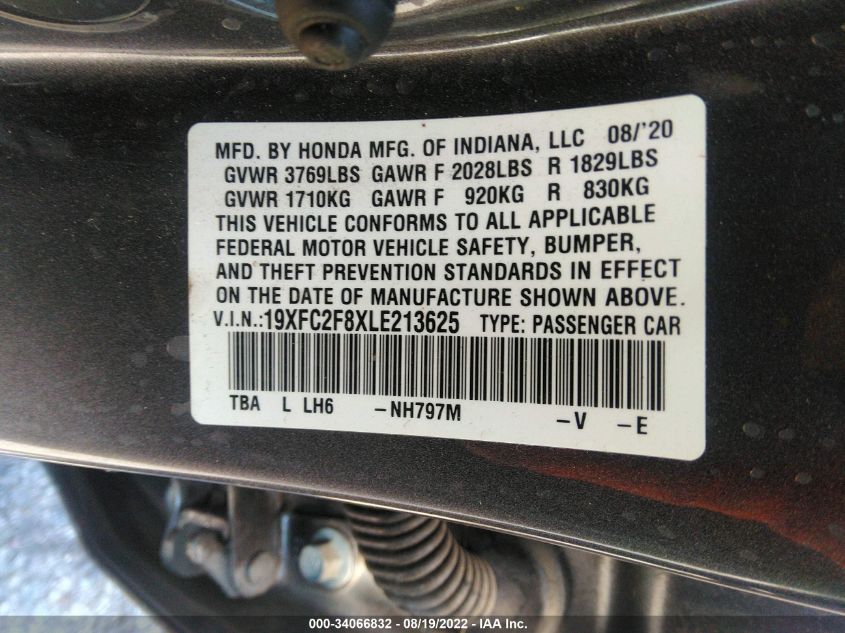 MFD. BY HONDA MFG. OF INDIANA, LLC 08/'20
GVWR 3769LBS GAWR F 2028LBS R 1829LBS
GVWR 1710KG GAWR F 920KG R 830KG
THIS VEHICLE CONFORMS TO ALL APPLICABLE
FEDERAL MOTOR VEHICLE SAFETY, BUMPER,
AND THEFT PREVENTION STANDARDS IN EFFECT
ON THE DATE OF MANUFACTURE SHOWN ABOVE.
V.I.N.:19XFC2F8XLE213625 TYPE: PASSENGER CAR
TBA L LH6 –NH797M –V –E
000-34066832 - 08/19/2022 - IAA Inc.